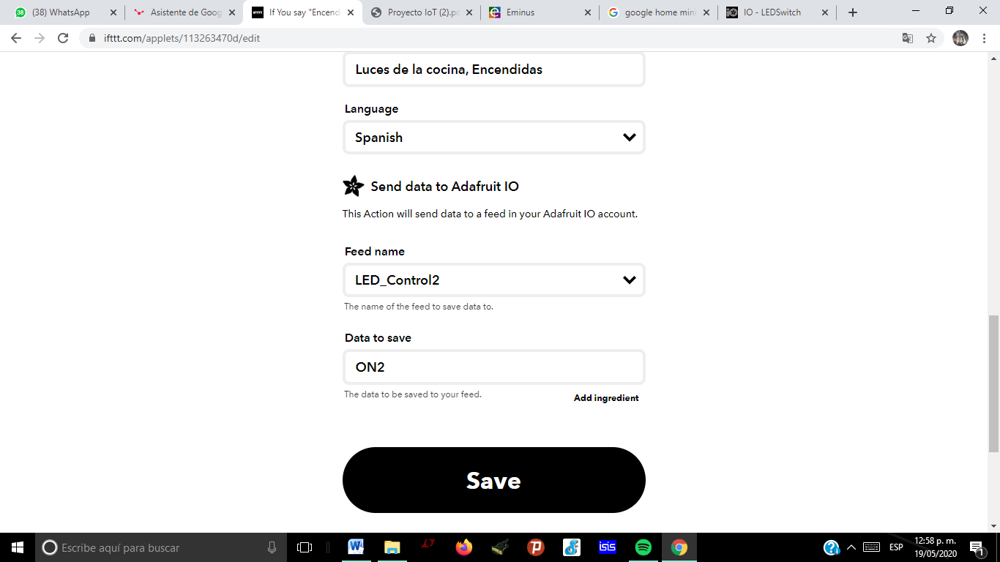 (38) WhatsApp
Asistente de Goog
If You say "Encend
Proyecto IoT (2).pd
Eminus
google home mini
IO - LEDSwitch
ifttt.com/applets/113263470d/edit
Luces de la cocina, Encendidas
Language
Spanish
Send data to Adafruit IO
This Action will send data to a feed in your Adafruit IO account.
Feed name
LED_Control2
The name of the feed to save data to.
Data to save
ON2
The data to be saved to your feed.
Add ingredient
Save
Escribe aquí para buscar
ESP
12:58 p. m.
19/05/2020